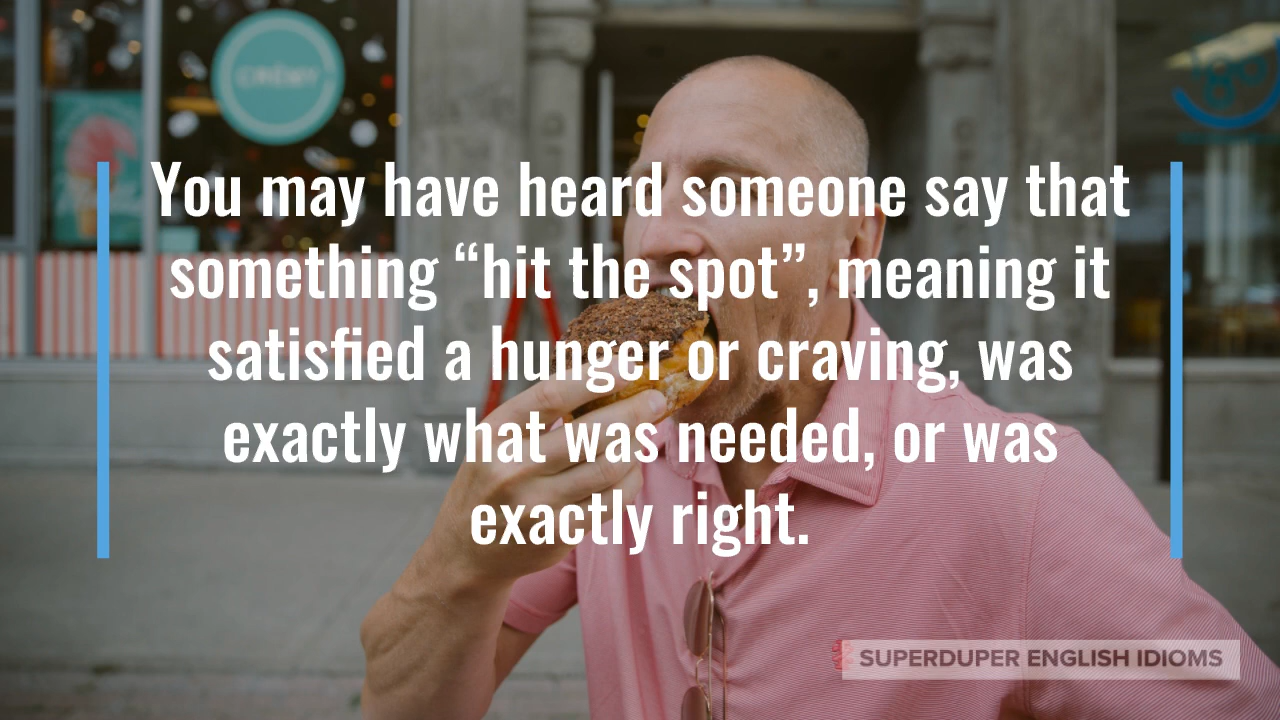 CRÉMY
You may have heard someone say that
something “hit the spot”, meaning it
satisfied a hunger or craving, was
exactly what was needed, or was
exactly right.
SUPERDUPER ENGLISH IDIOMS